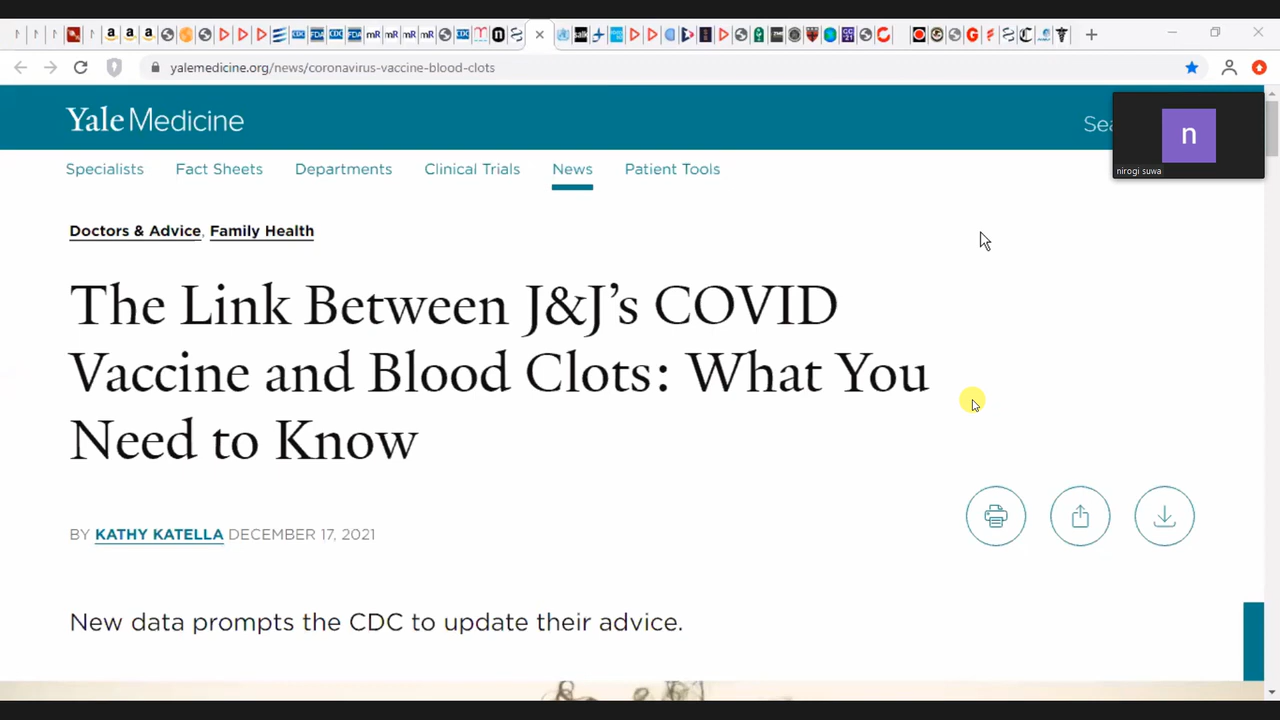 yalemedicine.org/news/coronavirus-vaccine-blood-clots
Yale Medicine
Sea
n
nirogi suwa
Specialists Fact Sheets Departments Clinical Trials News Patient Tools
Doctors & Advice, Family Health
The Link Between J&J’s COVID
Vaccine and Blood Clots: What You
Need to Know
BY KATHY KATELLA DECEMBER 17, 2021
New data prompts the CDC to update their advice.